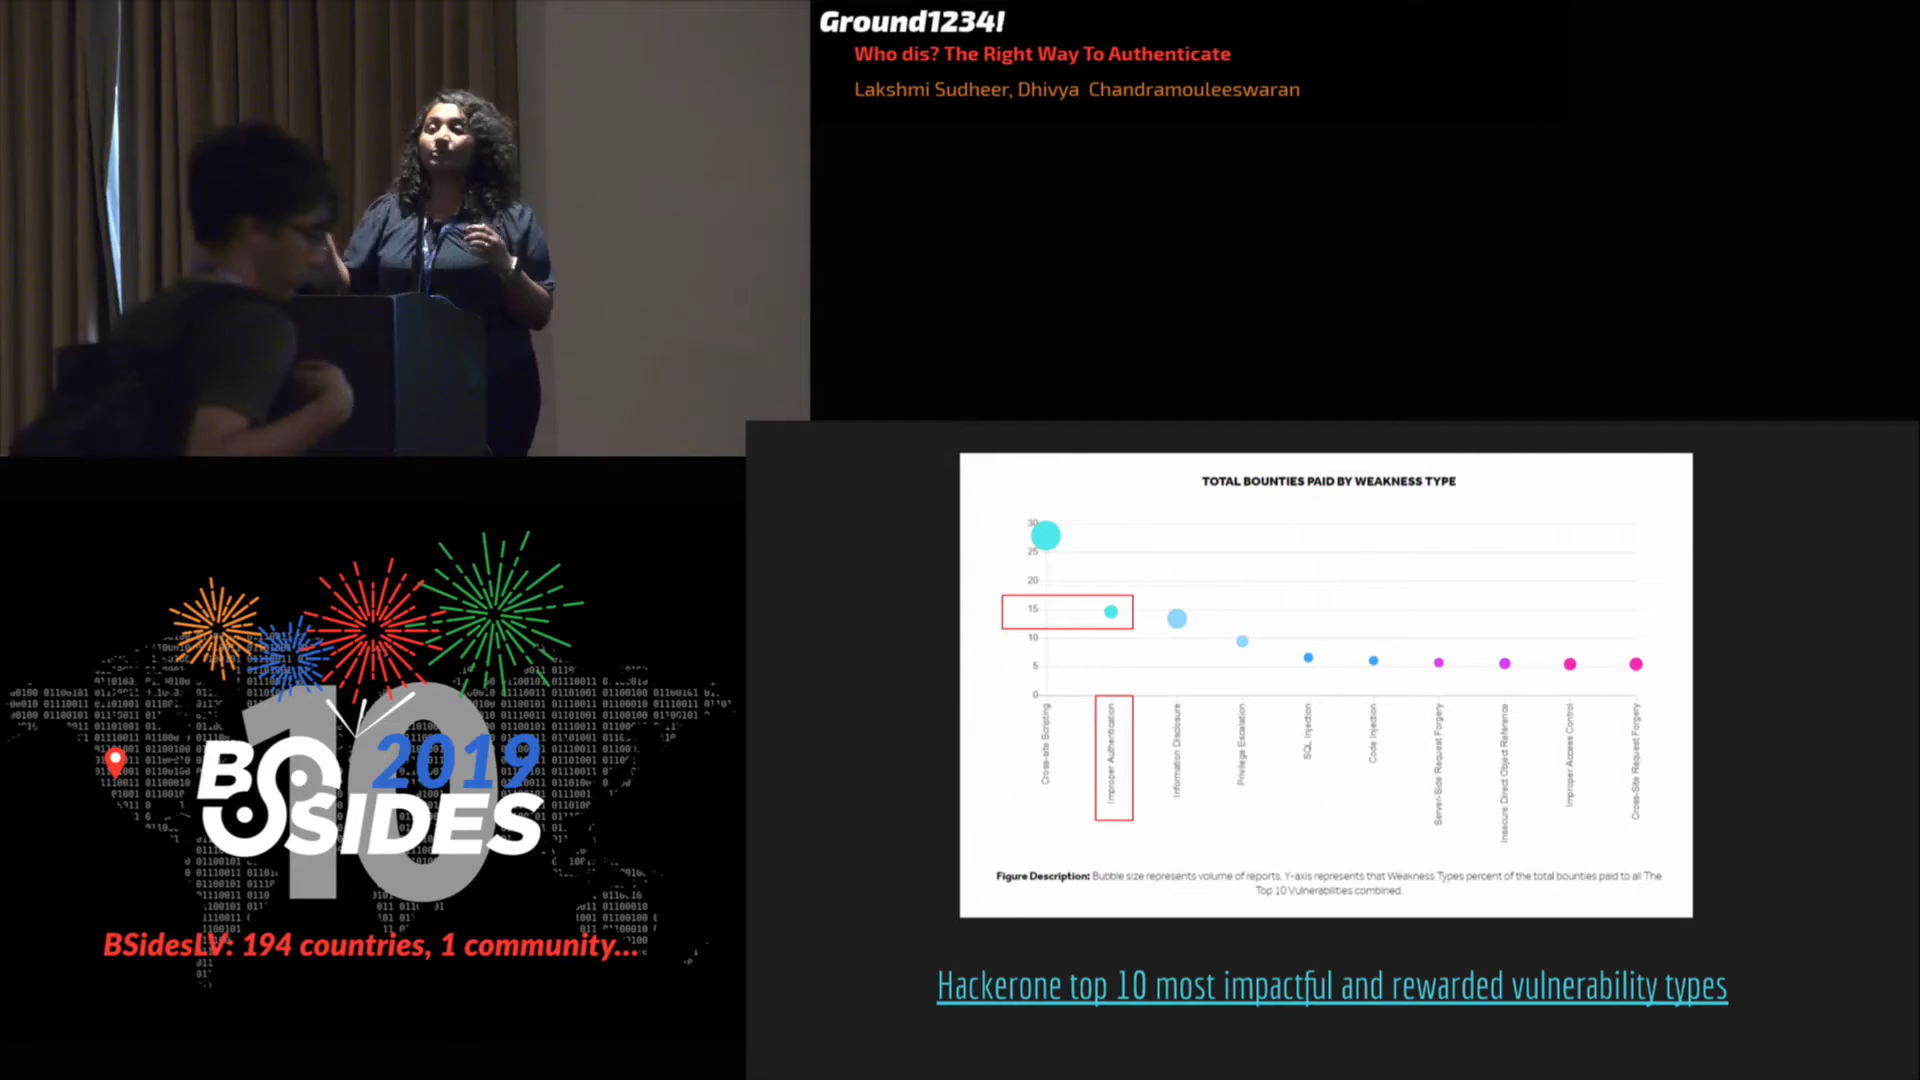 Ground1234!
Who dis? The Right Way To Authenticate
Lakshmi Sudheer, Dhivya Chandramouleeswaran
TOTAL BOUNTIES PAID BY WEAKNESS TYPE
30
25
20
15
10
5
0
Cross-site Scripting
Improper Authentication
Information Disclosure
Privilege Escalation
SQL Injection
Code Injection
Server-Side Request Forgery
Insecure Direct Object Reference
Improper Access Control
Cross-Site Request Forgery
Figure Description: Bubble size represents volume of reports. Y-axis represents that Weakness Types percent of the total bounties paid to all The
Top 10 Vulnerabilities combined.
Hackerone top 10 most impactful and rewarded vulnerability types
10
2019
BSIDES
BSidesLV: 194 countries, 1 community...